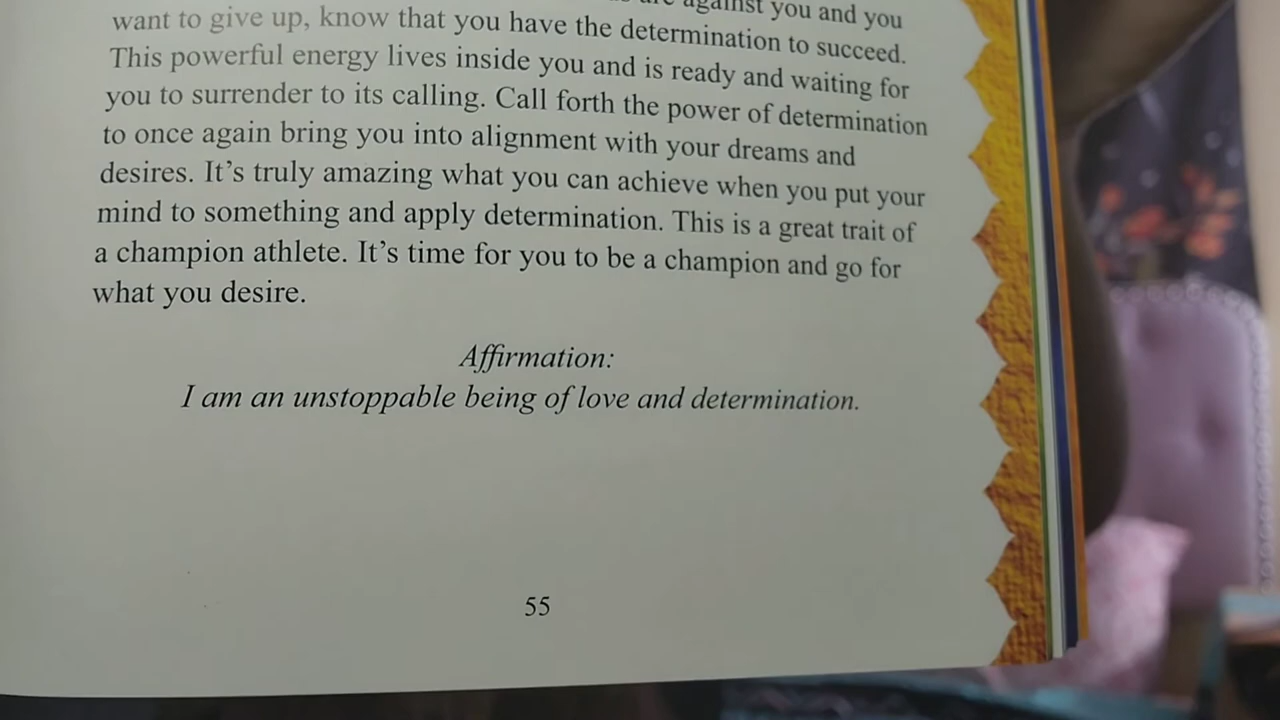 against you and you
want to give up, know that you have the determination to succeed.
This powerful energy lives inside you and is ready and waiting for
you to surrender to its calling. Call forth the power of determination
to once again bring you into alignment with your dreams and
desires. It’s truly amazing what you can achieve when you put your
mind to something and apply determination. This is a great trait of
a champion athlete. It’s time for you to be a champion and go for
what you desire.
Affirmation:
I am an unstoppable being of love and determination.
55